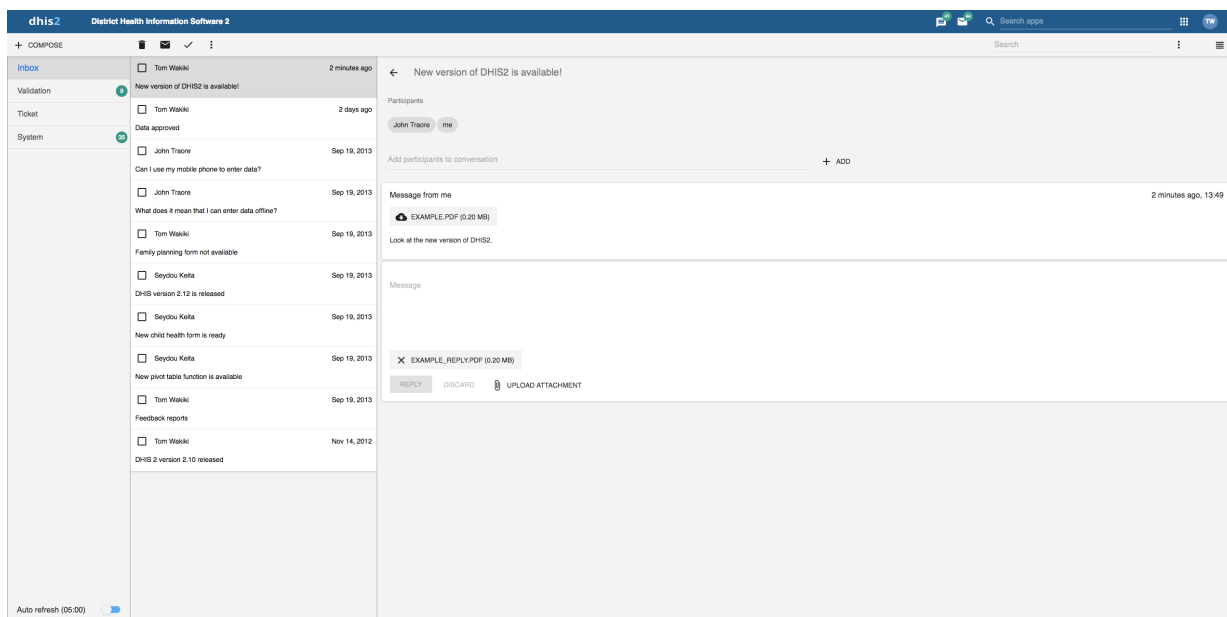 dhis2 District Health Information Software 2 41 44 Search apps TW
+ COMPOSE Search
Inbox
Validation 9
Ticket
System 35
Auto refresh (05:00)
Tom Wakiki 2 minutes ago
New version of DHIS2 is available!
Tom Wakiki 2 days ago
Data approved
John Traore Sep 19, 2013
Can I use my mobile phone to enter data?
John Traore Sep 19, 2013
What does it mean that I can enter data offline?
Tom Wakiki Sep 19, 2013
Family planning form not available
Seydou Keita Sep 19, 2013
DHIS version 2.12 is released
Seydou Keita Sep 19, 2013
New child health form is ready
Seydou Keita Sep 19, 2013
New pivot table function is available
Tom Wakiki Sep 19, 2013
Feedback reports
Tom Wakiki Nov 14, 2012
DHIS 2 version 2.10 released
New version of DHIS2 is available!
Participants
John Traore me
Add participants to conversation + ADD
Message from me 2 minutes ago, 13:49
EXAMPLE.PDF (0.20 MB)
Look at the new version of DHIS2.
Message
EXAMPLE_REPLY.PDF (0.20 MB)
REPLY DISCARD UPLOAD ATTACHMENT